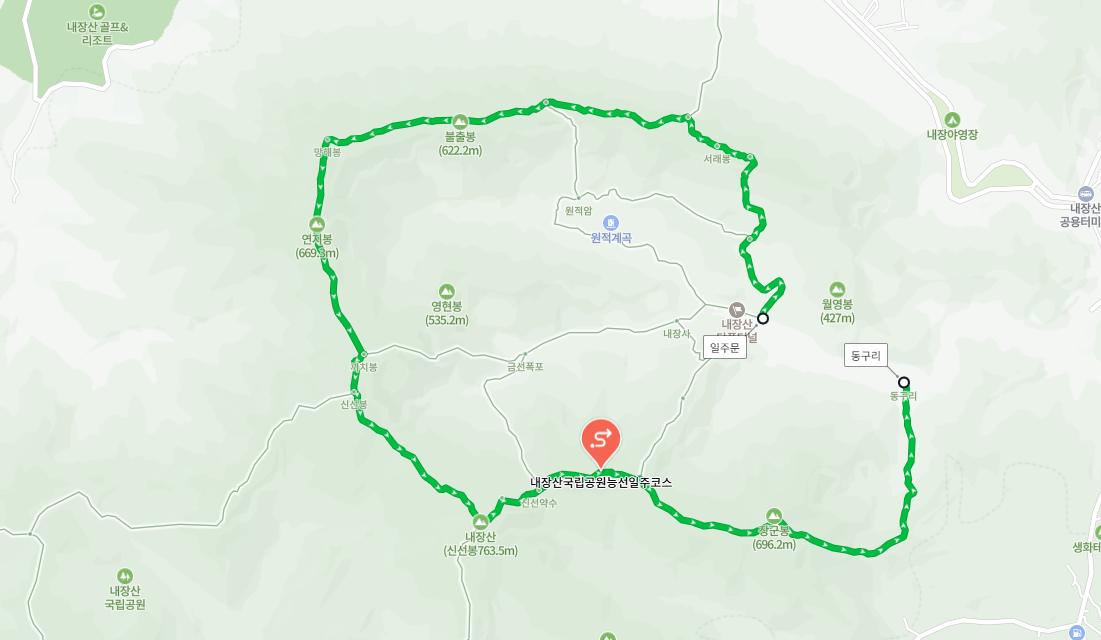 내장산 골프&
리조트
불출봉
(622.2m)
망해봉
서래봉
내장야영장
내장산
공용터미
원적암
원적계곡
연지봉
(669.3m)
영현봉
(535.2m)
월영봉
(427m)
내장산
내장사
일주문
동구리
동구리
금선폭포
까치봉
신선봉
내장산국립공원능선일주코스
신선약수
내장산
(신선봉763.5m)
장군봉
(696.2m)
생화테
내장산
국립공원